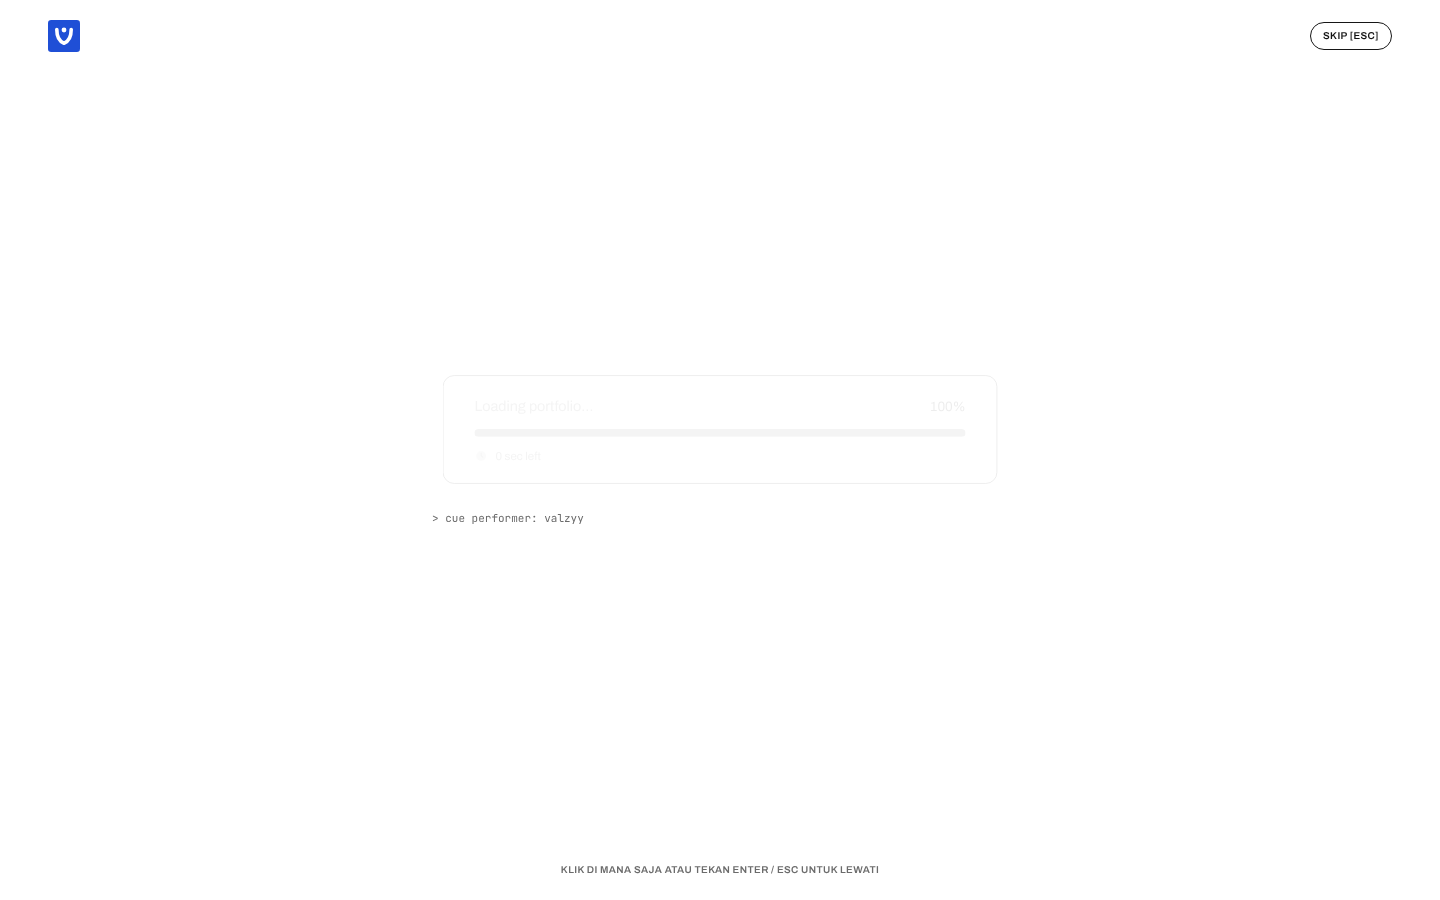 SKIP [ESC]
Loading portfolio...
100%
0 sec left
> cue performer: valzyy
KLIK DI MANA SAJA ATAU TEKAN ENTER / ESC UNTUK LEWATI